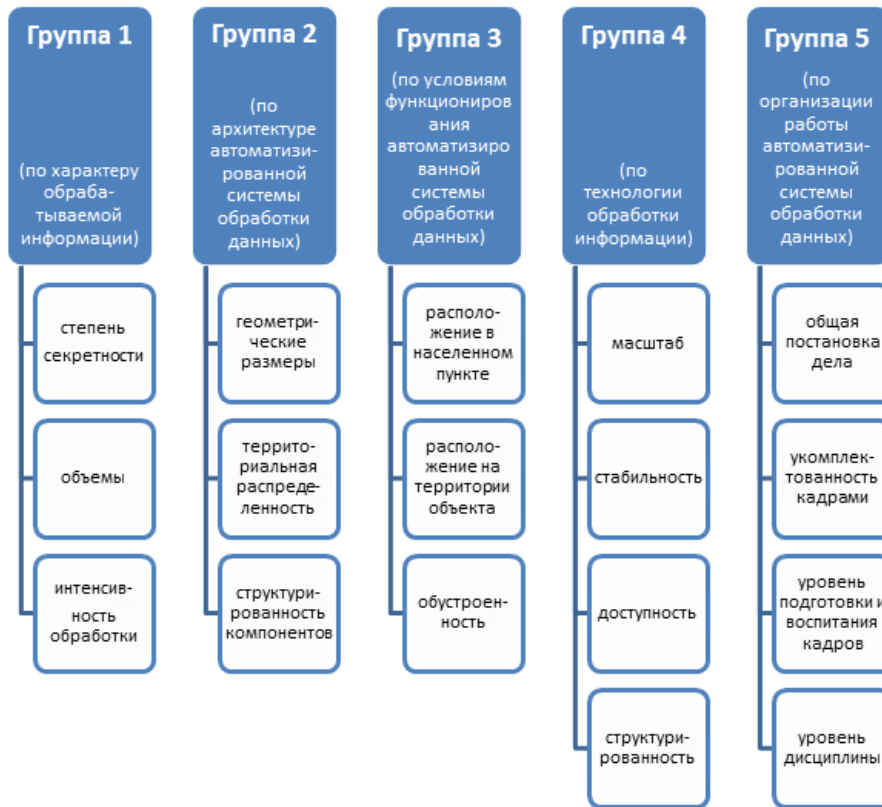 Группа 1
(по характеру
обраба-
тываемой
информации)
степень
секретности
объемы
интенсив-
ность
обработки
Группа 2
(по
архитектуре
автоматизи-
рованной
системы
обработки
данных)
геометри-
ческие
размеры
террито-
риальная
распреде-
ленность
структури-
рованность
компонентов
Группа 3
(по условиям
функциониров
ания
автоматизиро
ванной
системы
обработки
данных)
располо-
жение в
населенном
пункте
располо-
жение на
территории
объекта
обустроен-
ность
Группа 4
(по
технологии
обработки
информации)
масштаб
стабильность
доступность
структури-
рованность
Группа 5
(по
организации
работы
автоматизи-
рованной
системы
обработки
данных)
общая
постановка
дела
укомплек-
тованность
кадрами
уровень
подготовки и
воспитания
кадров
уровень
дисциплины